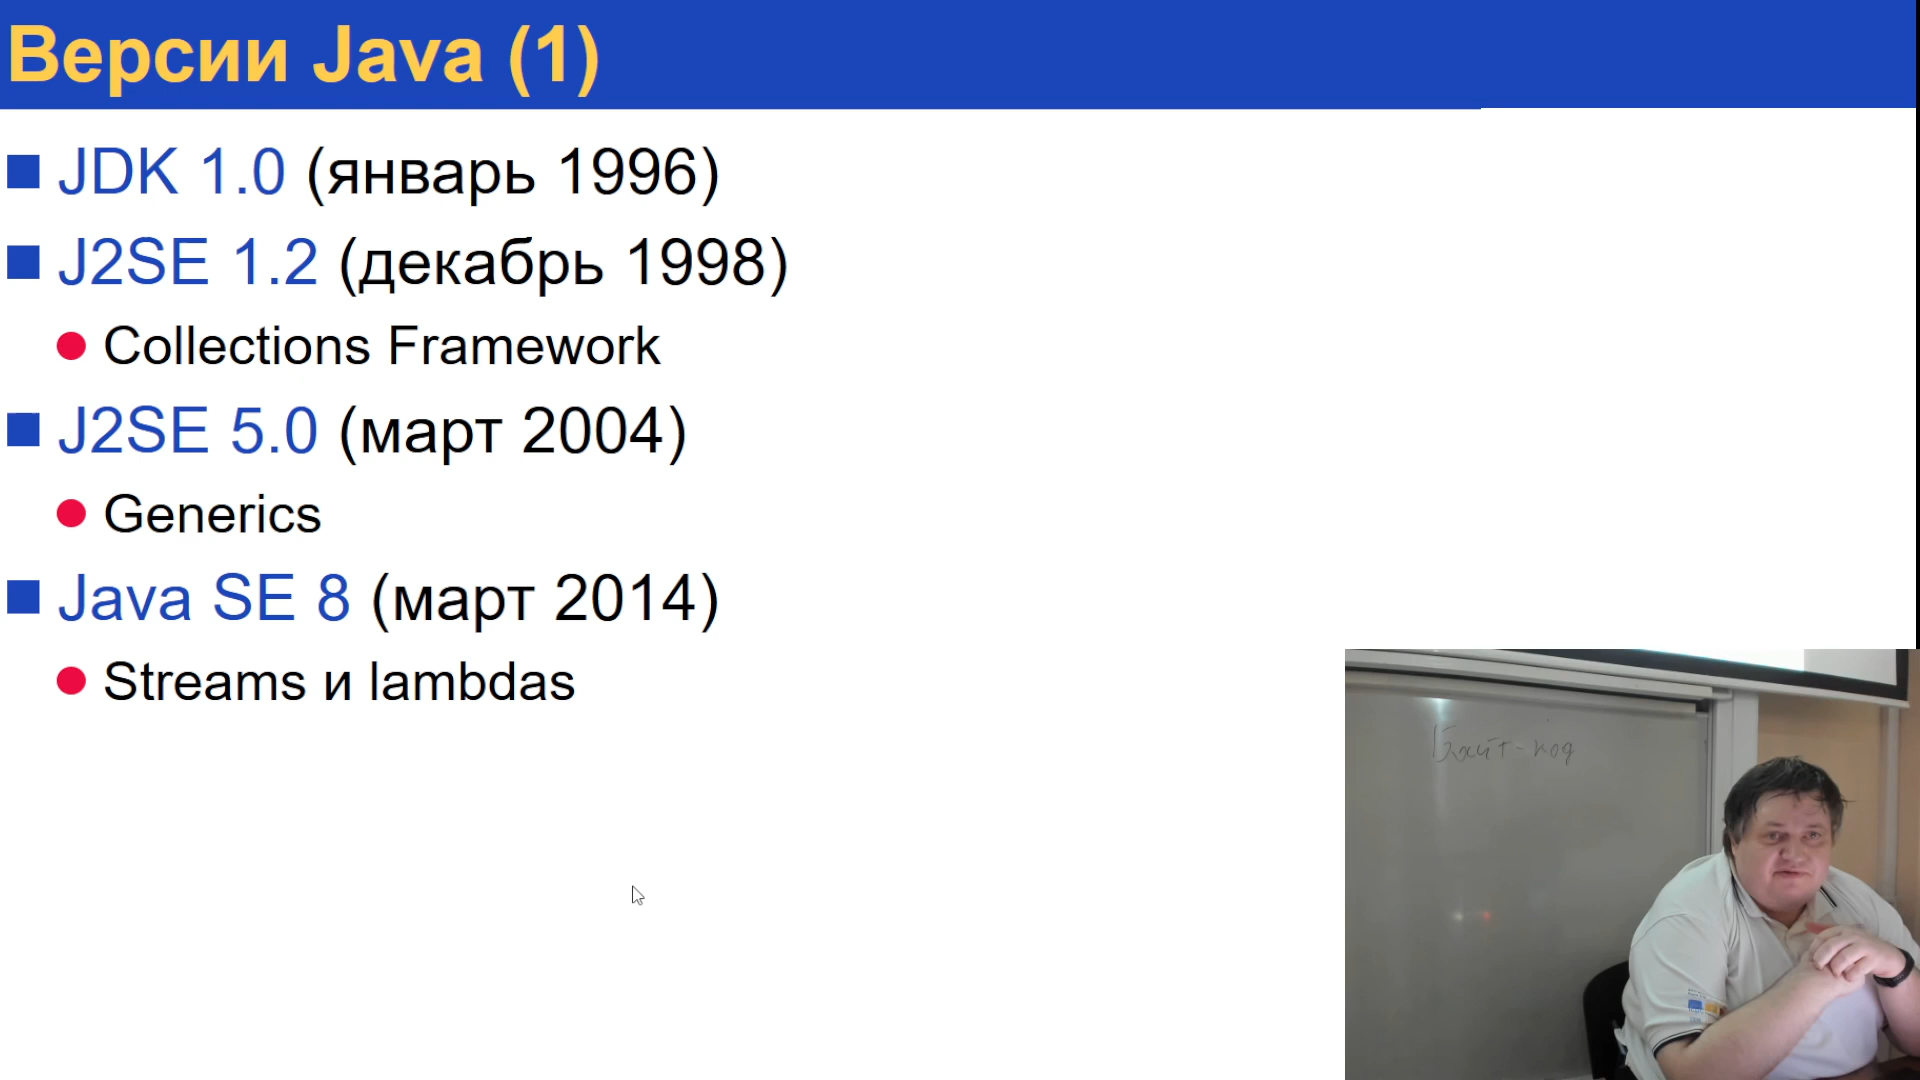 Версии Java (1)
JDK 1.0 (январь 1996)
J2SE 1.2 (декабрь 1998)
Collections Framework
J2SE 5.0 (март 2004)
Generics
Java SE 8 (март 2014)
Streams и lambdas
Байт-код